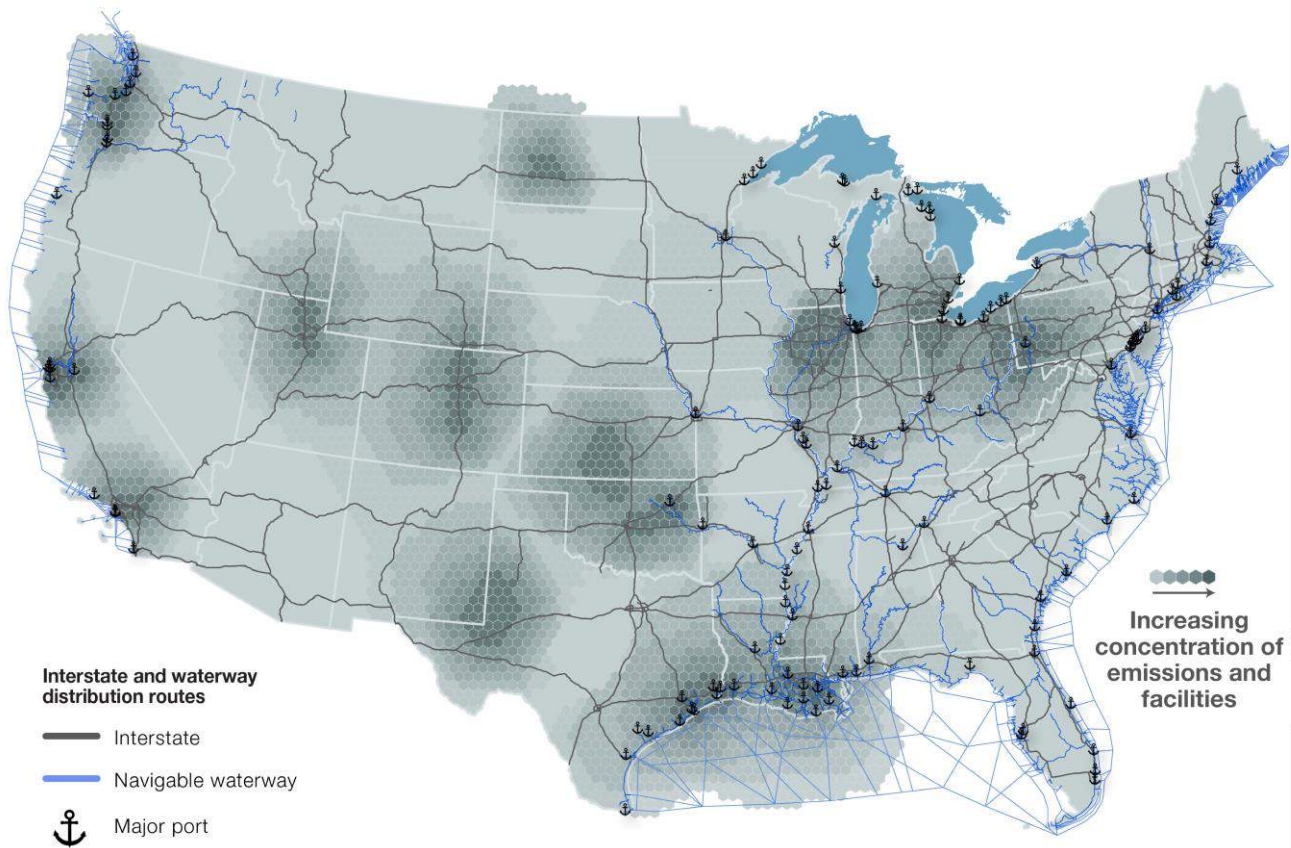 Increasing
concentration of
emissions and
facilities
Interstate and waterway
distribution routes
Interstate
Navigable waterway
Major port